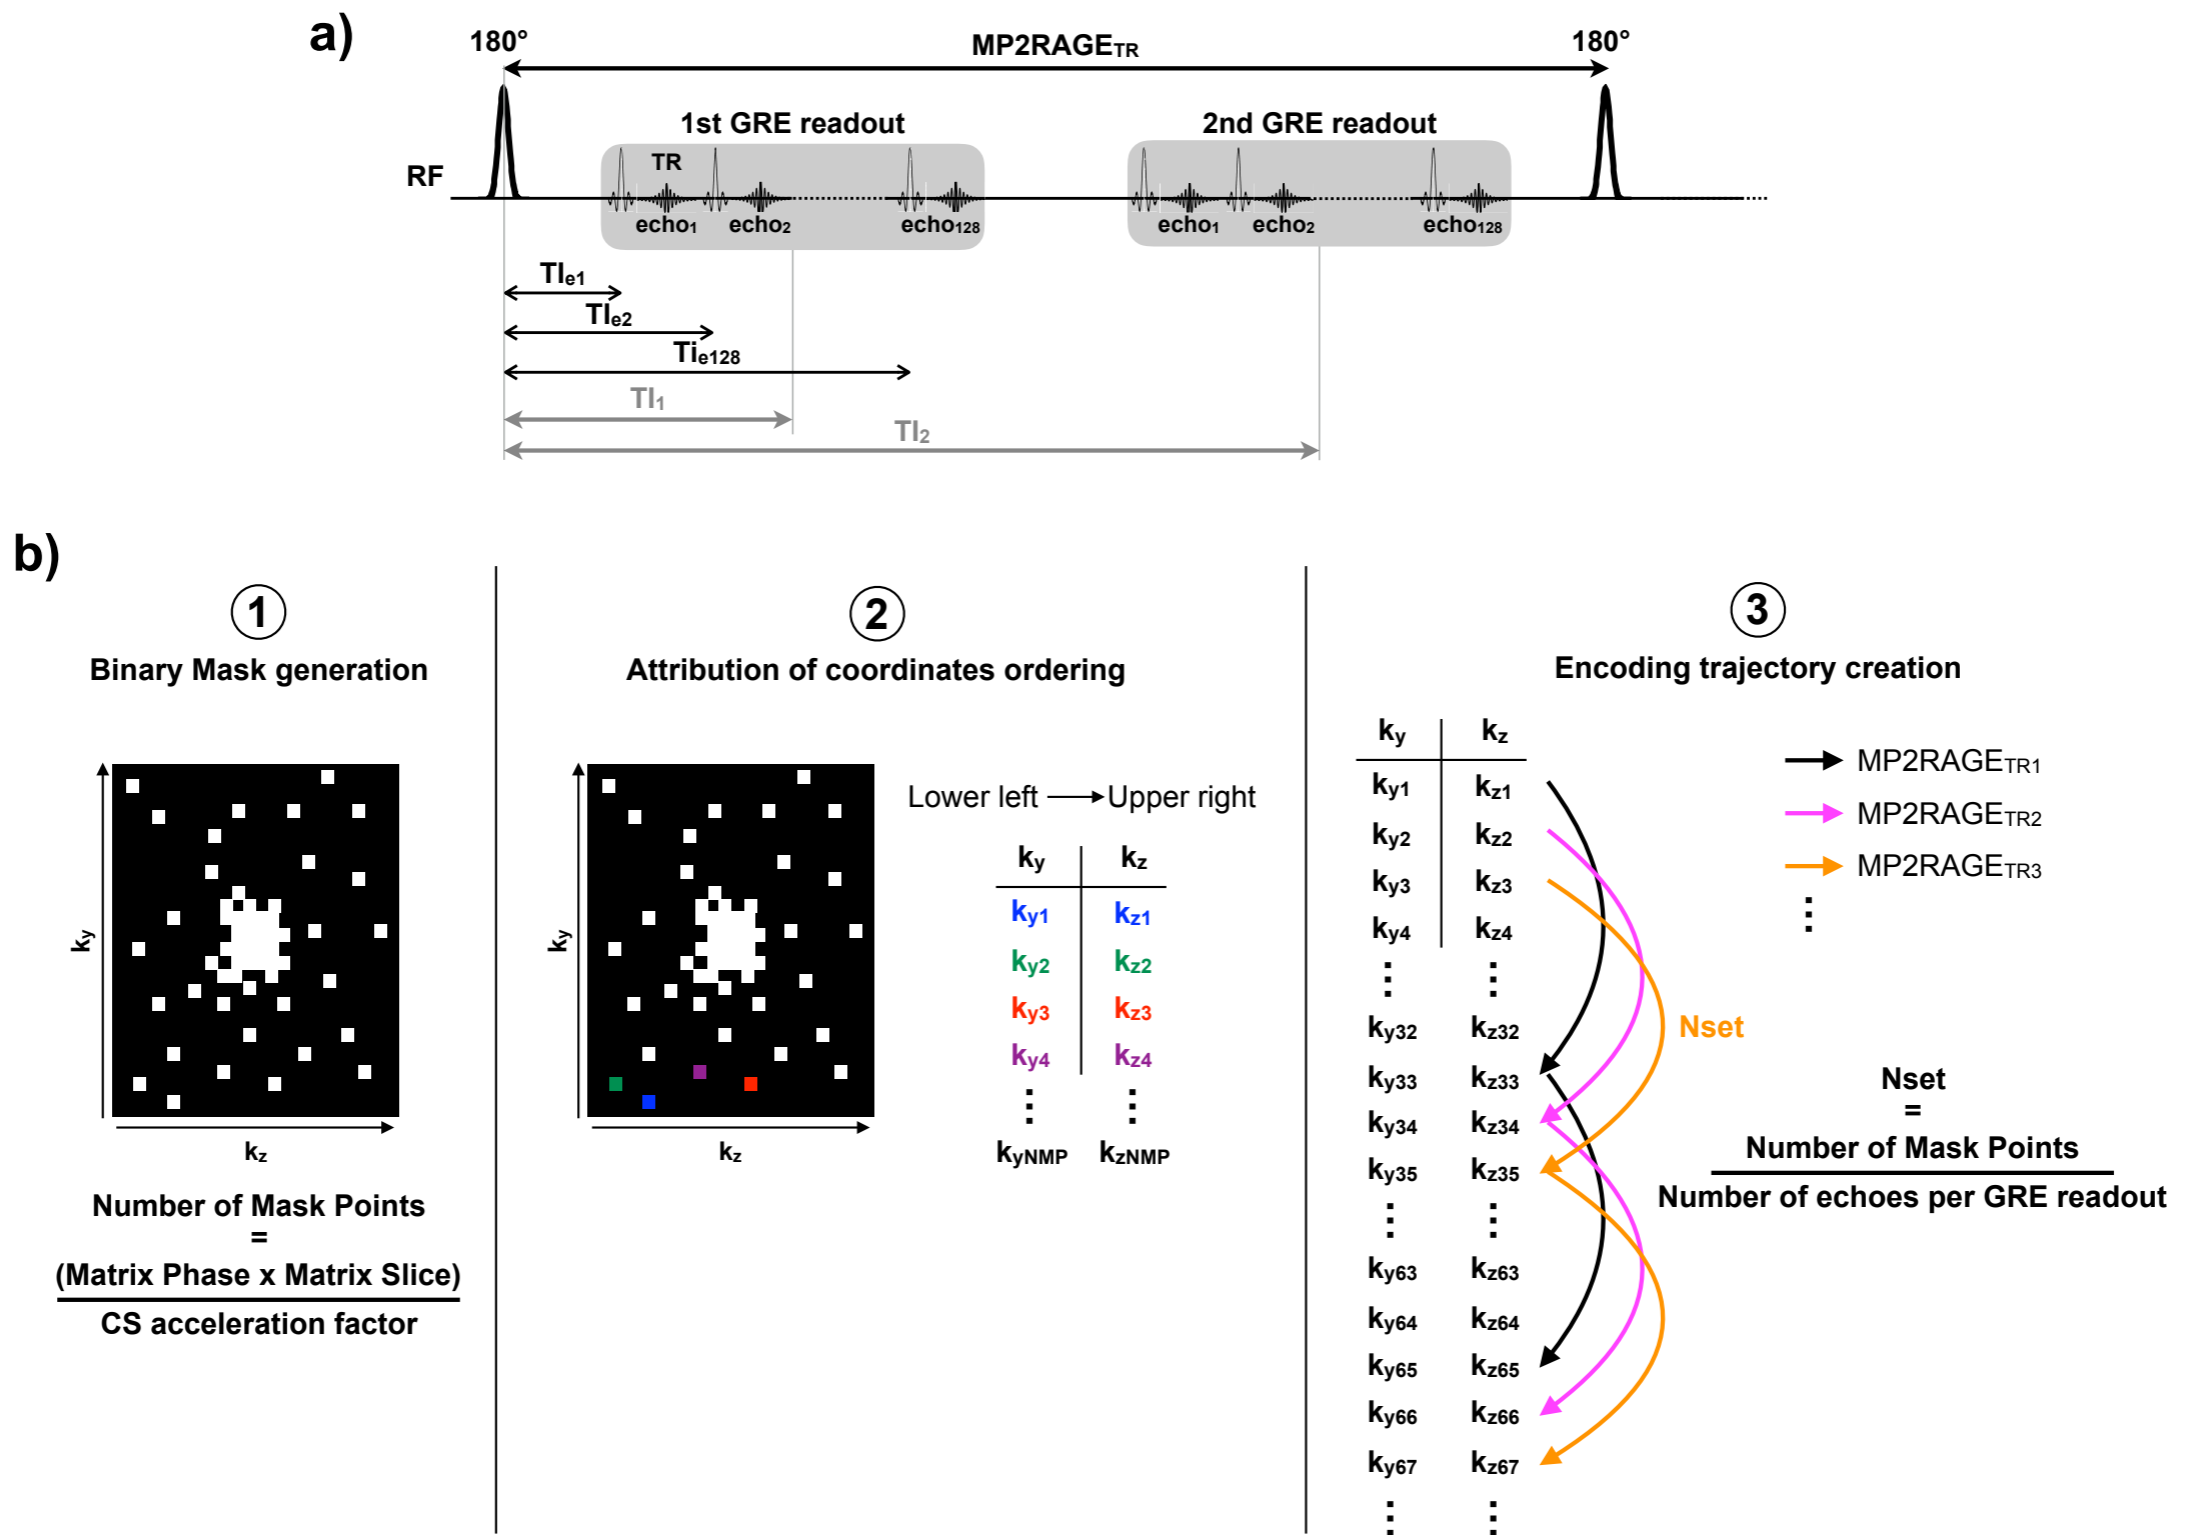 a)
180°
MP2RAGETR
180°
1st GRE readout
2nd GRE readout
RF
TR
echo1
echo2
echo128
echo1
echo2
echo128
TIe1
TIe2
Tie128
TI1
TI2
b)
1
Binary Mask generation
ky
kz
Number of Mask Points
=
(Matrix Phase x Matrix Slice)
CS acceleration factor
2
Attribution of coordinates ordering
ky
kz
Lower left → Upper right
ky kz
ky1 kz1
ky2 kz2
ky3 kz3
ky4 kz4
⋮ ⋮
kyNMP kzNMP
3
Encoding trajectory creation
ky kz
ky1 kz1
ky2 kz2
ky3 kz3
ky4 kz4
⋮ ⋮
ky32 kz32
ky33 kz33
ky34 kz34
ky35 kz35
⋮ ⋮
ky63 kz63
ky64 kz64
ky65 kz65
ky66 kz66
ky67 kz67
⋮ ⋮
MP2RAGETR1
MP2RAGETR2
MP2RAGETR3
⋮
Nset
Nset
=
Number of Mask Points
Number of echoes per GRE readout